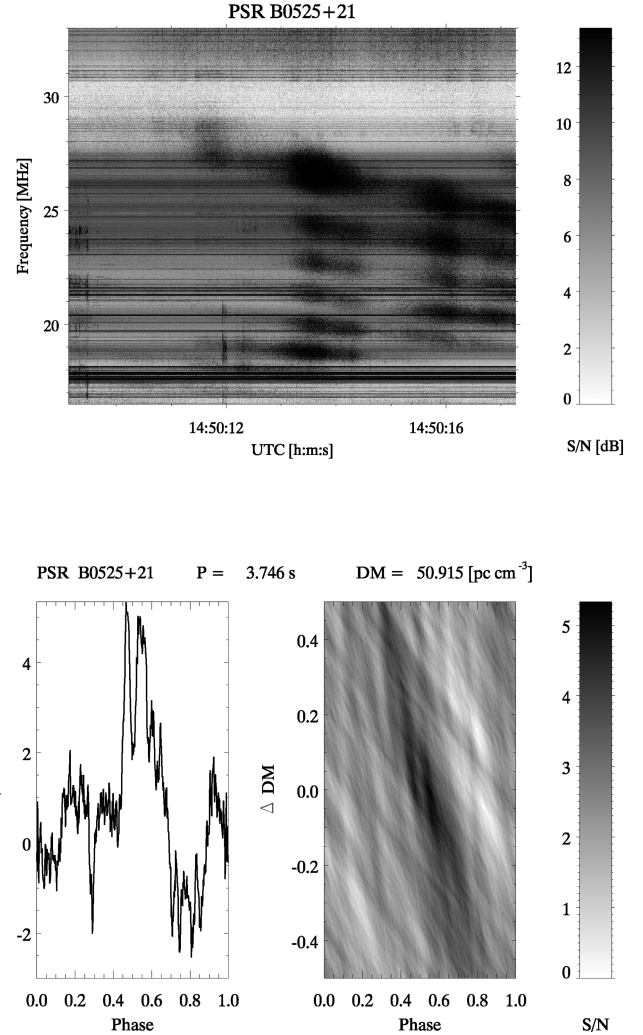 PSR B0525+21
30
25
20
Frequency [MHz]
14:50:12
14:50:16
UTC [h:m:s]
12
10
8
6
4
2
0
S/N [dB]
PSR B0525+21 P = 3.746 s DM = 50.915 [pc cm-3]
4
2
0
-2
0.0 0.2 0.4 0.6 0.8 1.0
Phase
0.4
0.2
0.0
-0.2
-0.4
△ DM
0.0 0.2 0.4 0.6 0.8 1.0
Phase
5
4
3
2
1
0
S/N